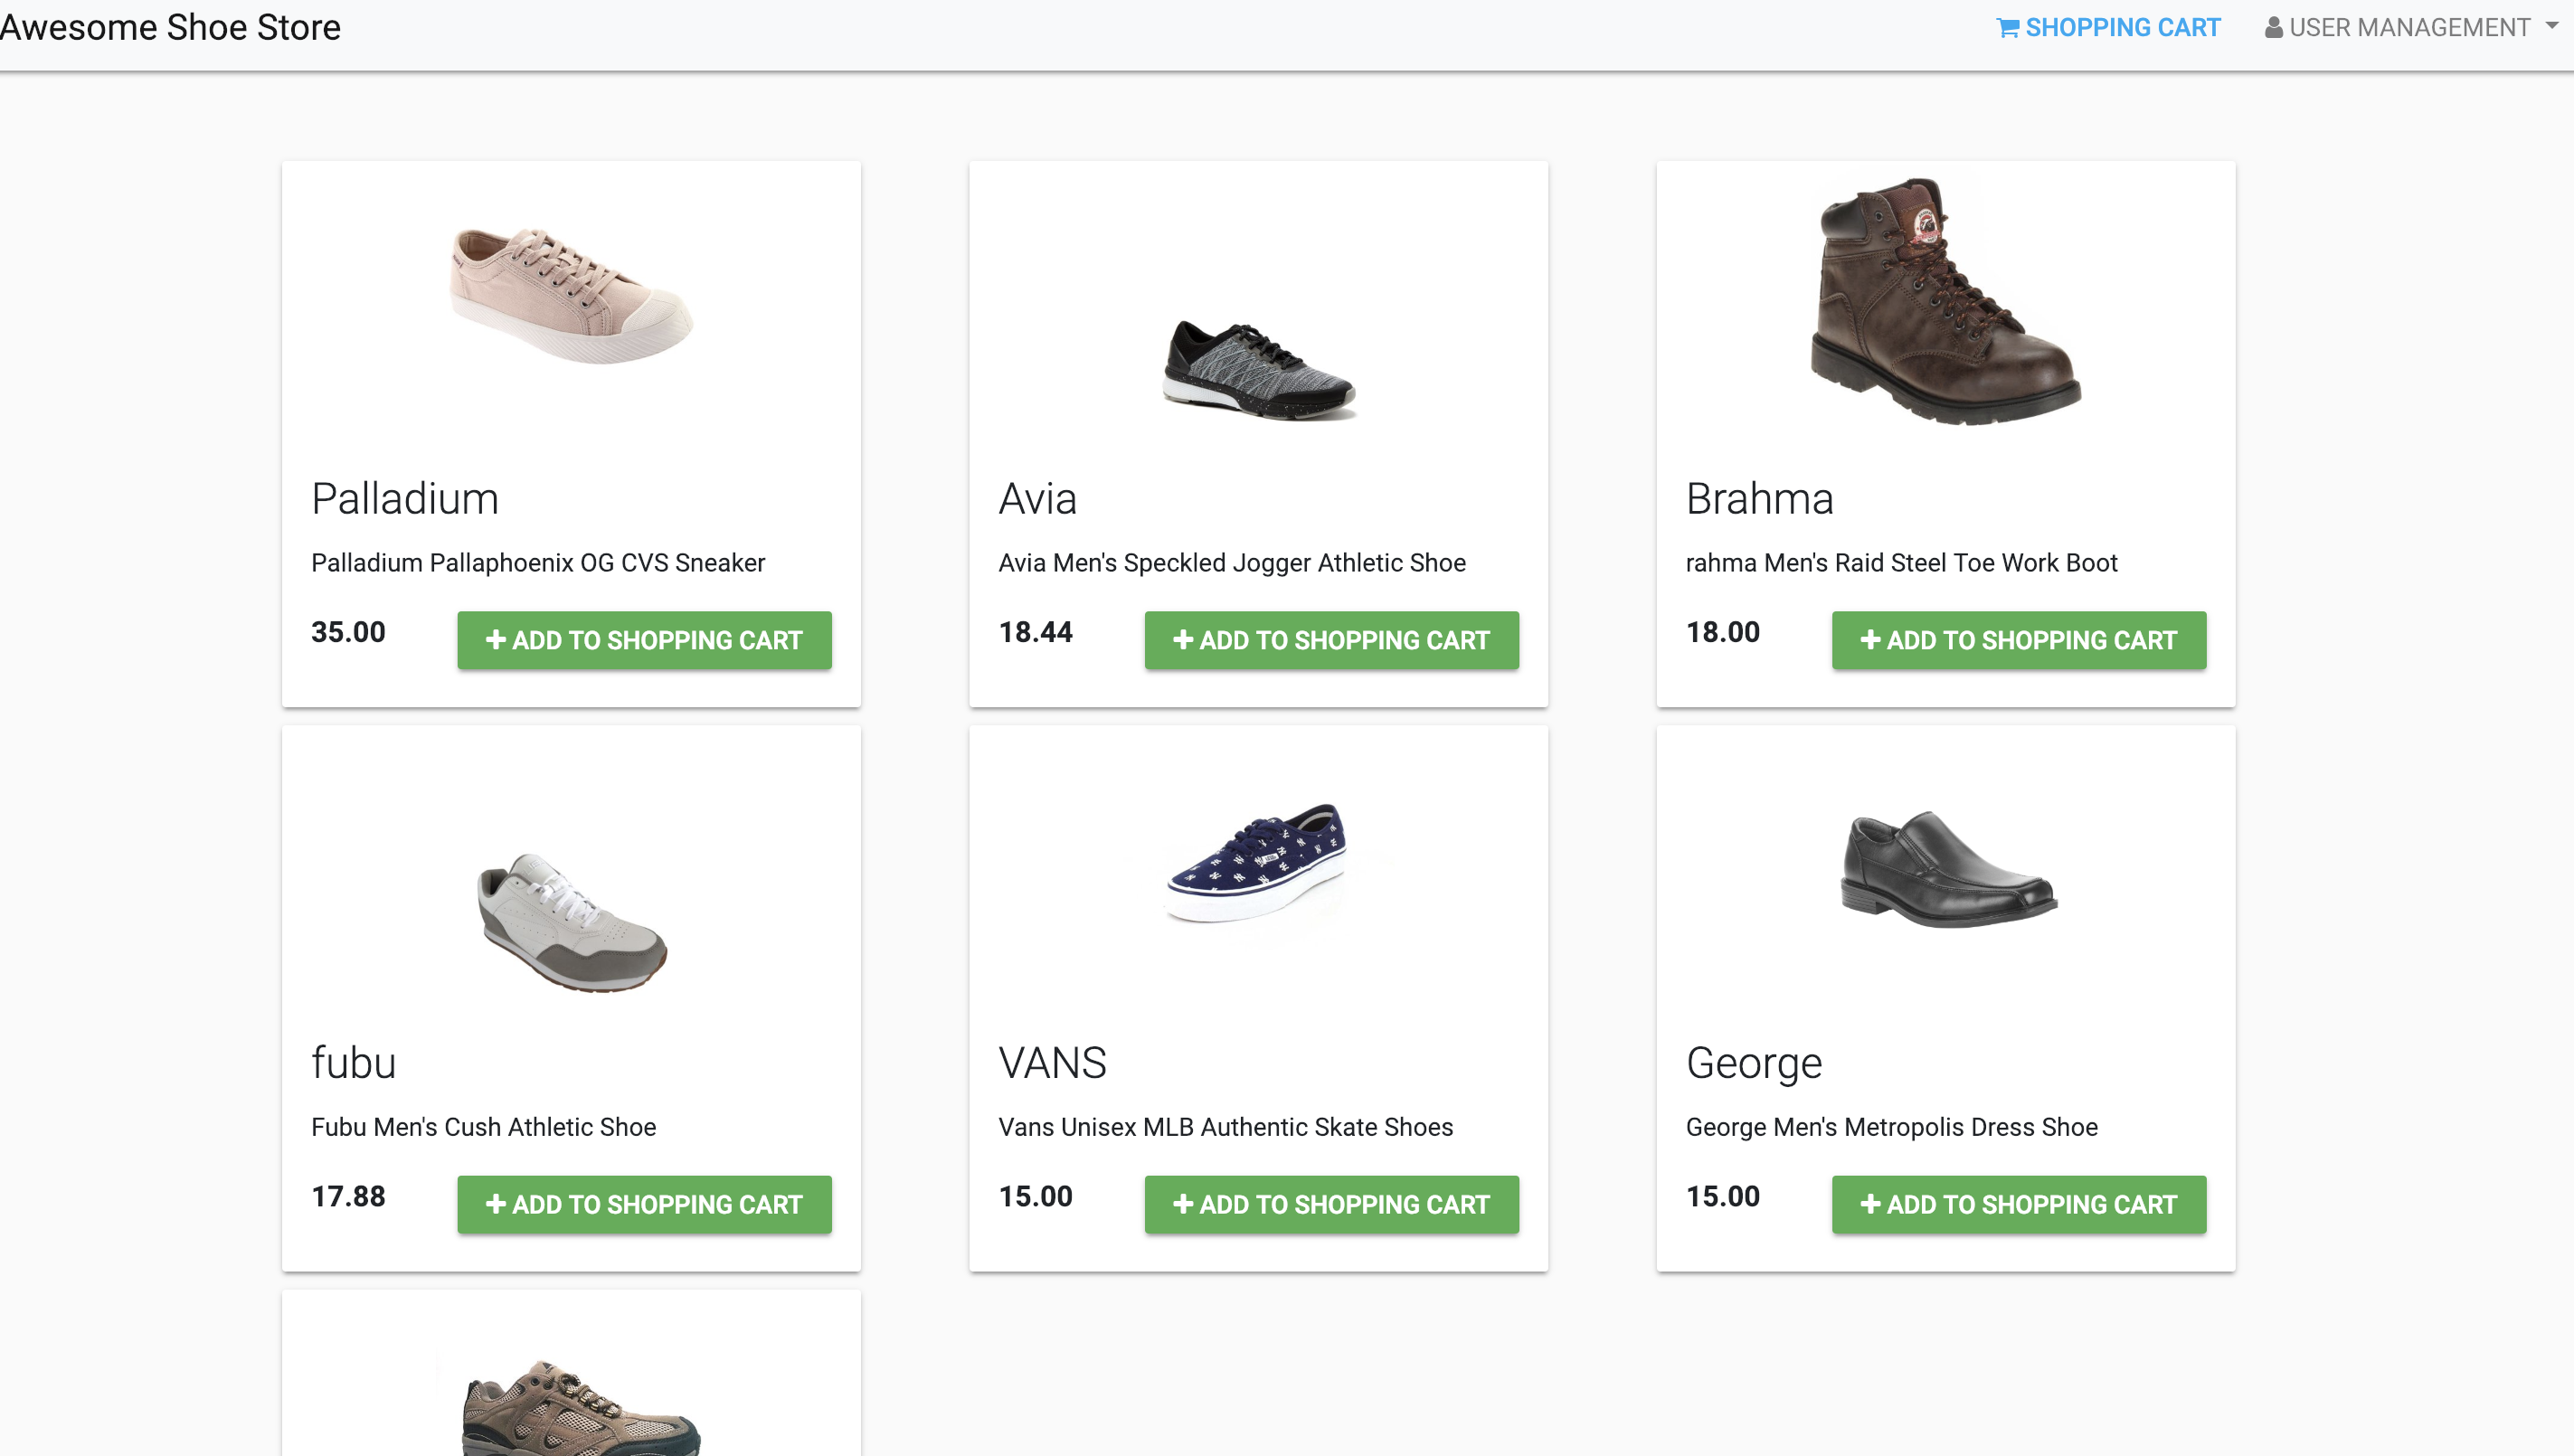 Awesome Shoe Store
SHOPPING CART
USER MANAGEMENT
Palladium
Palladium Pallaphoenix OG CVS Sneaker
35.00
ADD TO SHOPPING CART
Avia
Avia Men's Speckled Jogger Athletic Shoe
18.44
ADD TO SHOPPING CART
Brahma
rahma Men's Raid Steel Toe Work Boot
18.00
ADD TO SHOPPING CART
fubu
Fubu Men's Cush Athletic Shoe
17.88
ADD TO SHOPPING CART
VANS
Vans Unisex MLB Authentic Skate Shoes
15.00
ADD TO SHOPPING CART
George
George Men's Metropolis Dress Shoe
15.00
ADD TO SHOPPING CART